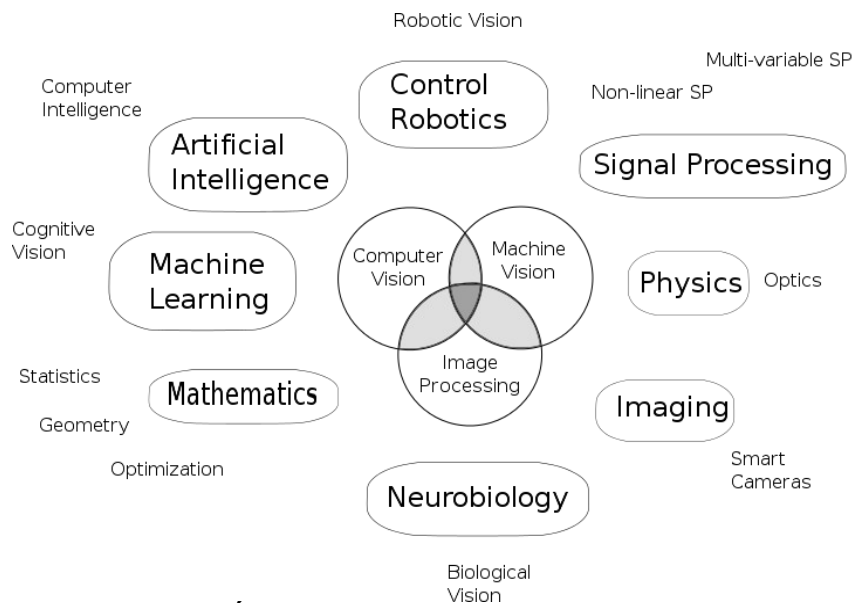 Robotic Vision
Multi-variable SP
Computer
Intelligence
Control
Robotics
Non-linear SP
Artificial
Intelligence
Signal Processing
Cognitive
Vision
Machine
Learning
Computer
Vision
Machine
Vision
Physics
Optics
Image
Processing
Statistics
Mathematics
Geometry
Imaging
Optimization
Smart
Cameras
Neurobiology
Biological
Vision